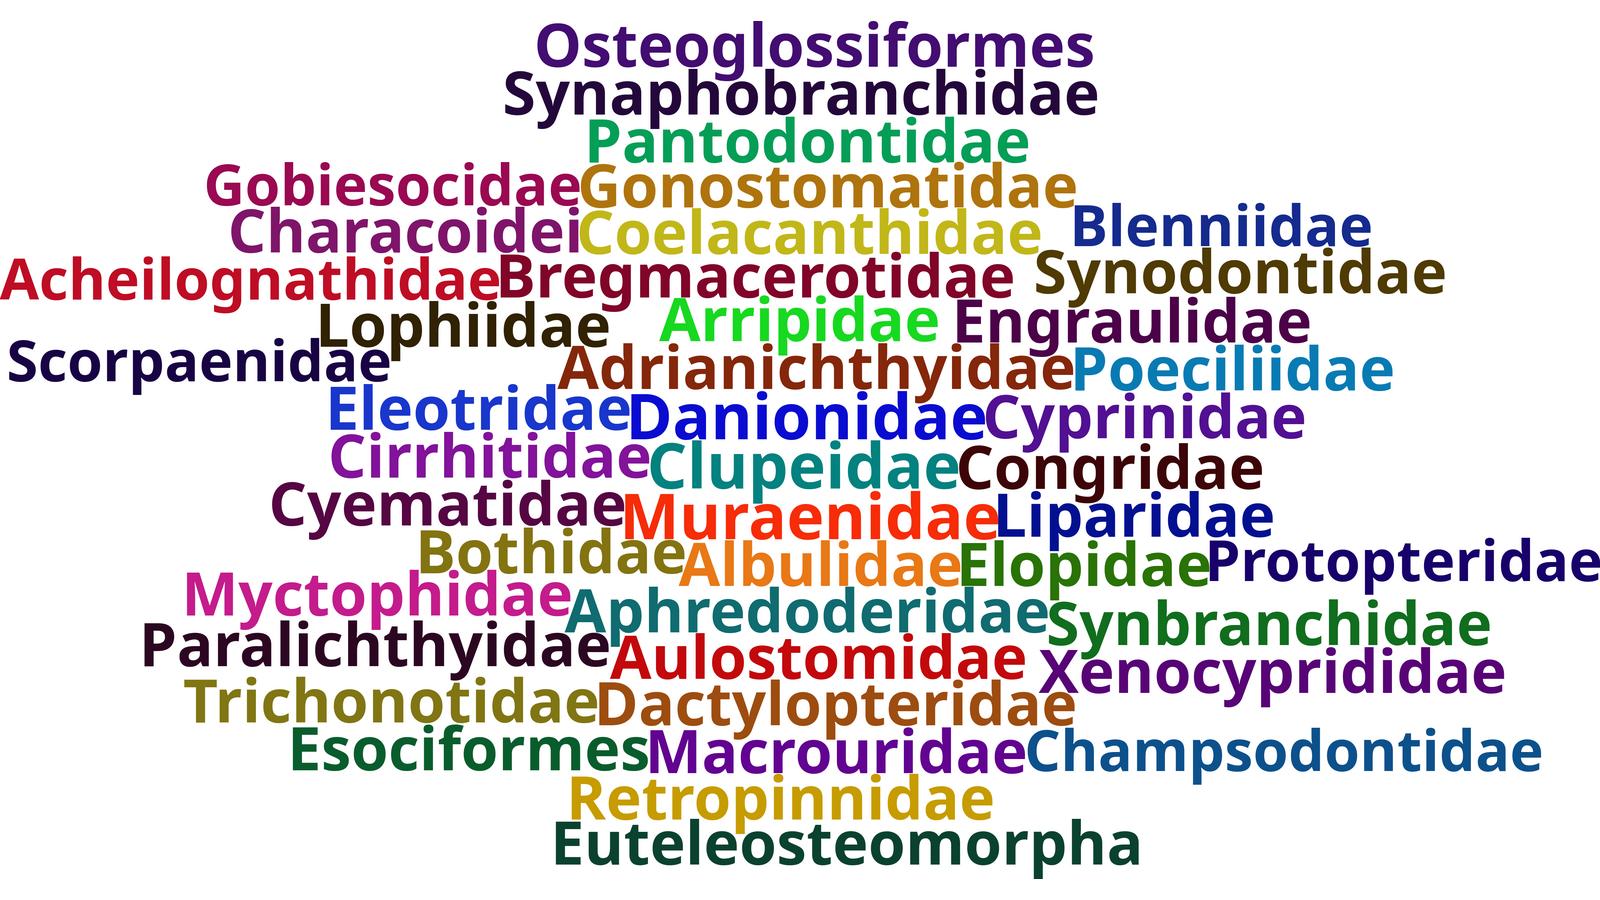 Osteoglossiformes
Synaphobranchidae
Pantodontidae
Gobiesocidae Gonostomatidae
Characoidei Coelacanthidae Blenniidae
Acheilognathidae Bregmacerotidae Synodontidae
Lophiidae Arripidae Engraulidae
Scorpaenidae Adrianichthyidae Poeciliidae
Eleotridae Danionidae Cyprinidae
Cirrhitidae Clupeidae Congridae
Cyematidae Muraenidae Liparidae
Bothidae Albulidae Elopidae Protopteridae
Myctophidae Aphredoderidae Synbranchidae
Paralichthyidae Aulostomidae Xenocyprididae
Trichonotidae Dactylopteridae
Esociformes Macrouridae Champsodontidae
Retropinnidae
Euteleosteomorpha